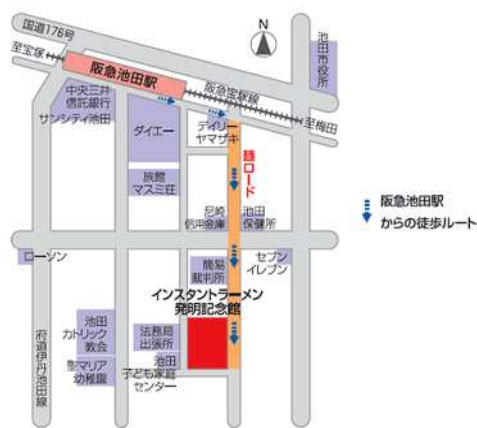 国道176号
N
至宝塚
阪急池田駅
阪急宝塚線
至梅田
池田市役所
中央三井
信託銀行
サンシティ池田
ダイエー
デイリー
ヤマザキ
麺ロード
旅館
マスミ荘
尼崎
信用金庫
池田
保健所
阪急池田駅
からの徒歩ルート
ローソン
簡易
裁判所
セブン
イレブン
インスタントラーメン
発明記念館
池田
カトリック
教会
法務局
出張所
聖マリア
幼稚園
池田
子ども家庭
センター
府道伊丹池田線